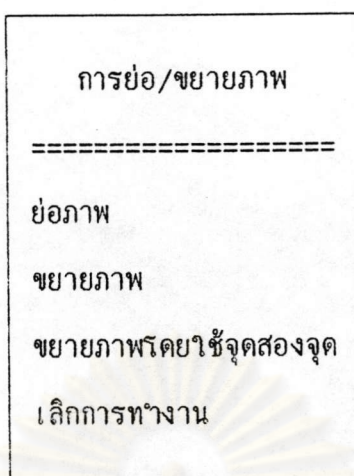 การย่อ/ขยายภาพ
===================
ย่อภาพ
ขยายภาพ
ขยายภาพโดยใช้จุดสองจุด
เลิกการทำงาน